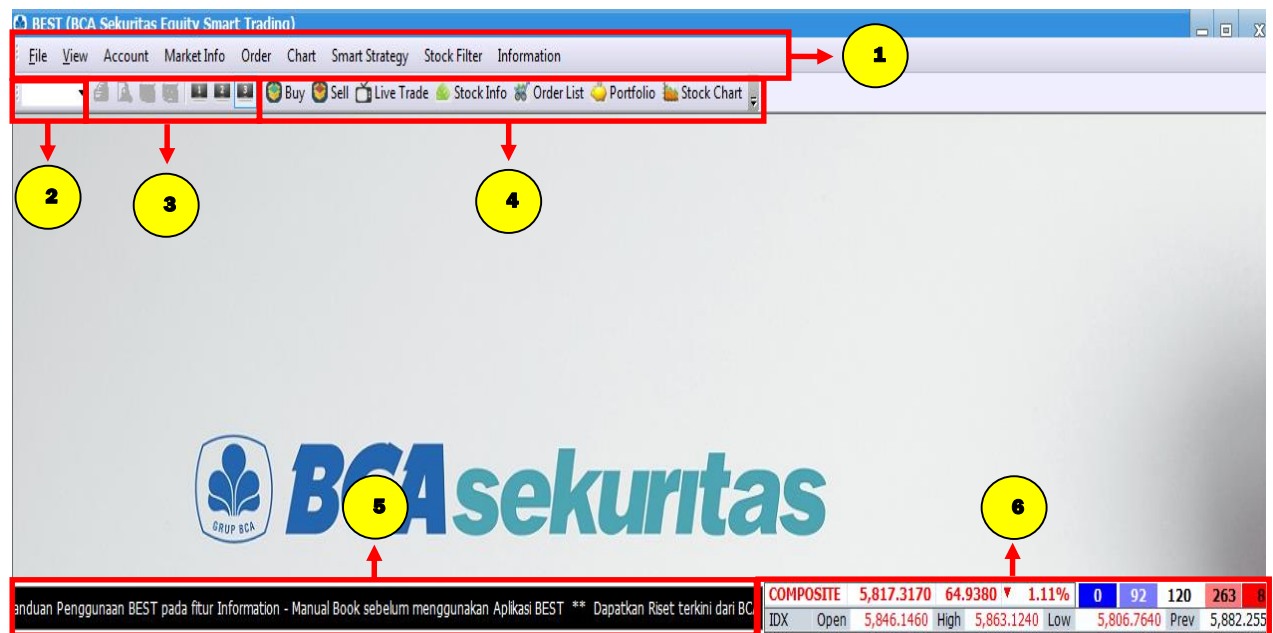 BEST (BCA Sekuritas Equity Smart Trading)
File View Account Market Info Order Chart Smart Strategy Stock Filter Information
1
1 2 3 Buy Sell Live Trade Stock Info Order List Portfolio Stock Chart
2
3
4
GRUP BCA
BCA sekuritas
5
6
anduan Penggunaan BEST pada fitur Information - Manual Book sebelum menggunakan Aplikasi BEST ** Dapatkan Riset terkini dari BC
COMPOSITE 5,817.3170 64.9380 ▼ 1.11% 0 92 120 263 8
IDX Open 5,846.1460 High 5,863.1240 Low 5,806.7640 Prev 5,882.255